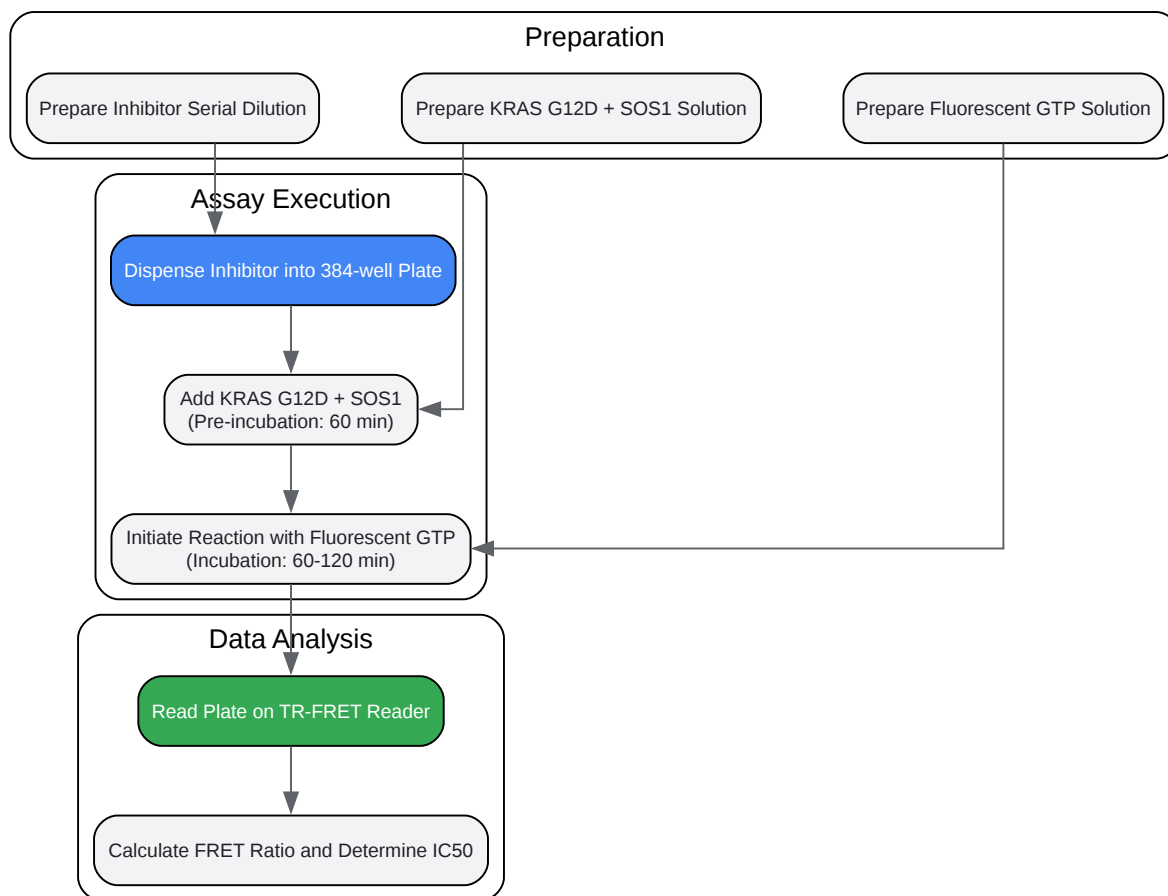 Preparation
Prepare Inhibitor Serial Dilution
Prepare KRAS G12D + SOS1 Solution
Prepare Fluorescent GTP Solution
Assay Execution
Dispense Inhibitor into 384-well Plate
Add KRAS G12D + SOS1
(Pre-incubation: 60 min)
Initiate Reaction with Fluorescent GTP
(Incubation: 60-120 min)
Data Analysis
Read Plate on TR-FRET Reader
Calculate FRET Ratio and Determine IC50